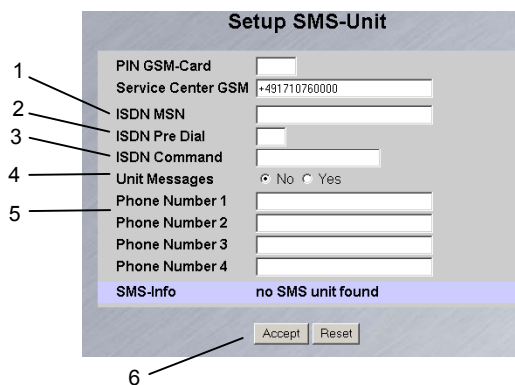 Setup SMS-Unit
PIN GSM-Card
Service Center GSM +491710760000
1 ISDN MSN
2 ISDN Pre Dial
3 ISDN Command
4 Unit Messages No Yes
5 Phone Number 1
Phone Number 2
Phone Number 3
Phone Number 4
SMS-Info no SMS unit found
Accept Reset
6